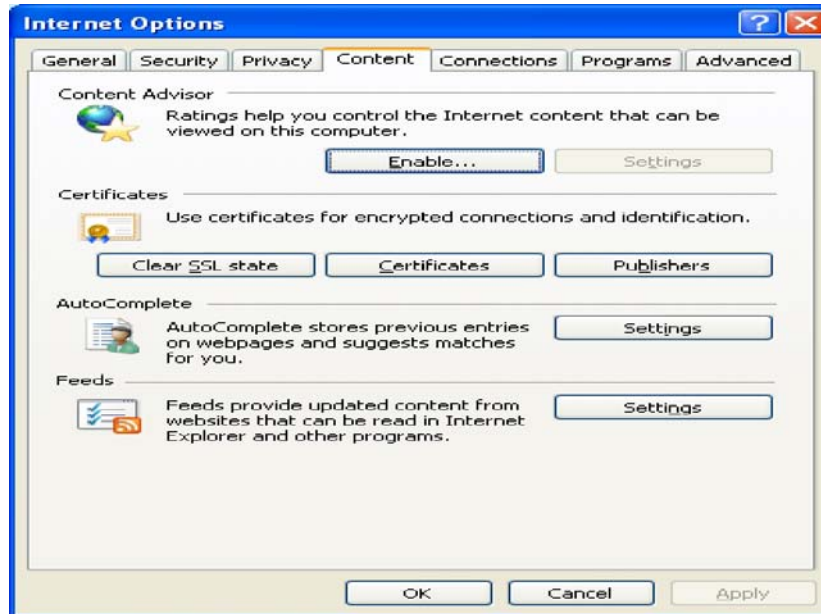 Internet Options
General Security Privacy Content Connections Programs Advanced
Content Advisor
Ratings help you control the Internet content that can be
viewed on this computer.
Enable... Settings
Certificates
Use certificates for encrypted connections and identification.
Clear SSL state Certificates Publishers
AutoComplete
AutoComplete stores previous entries
on webpages and suggests matches
for you.
Settings
Feeds
Feeds provide updated content from
websites that can be read in Internet
Explorer and other programs.
Settings
OK Cancel Apply